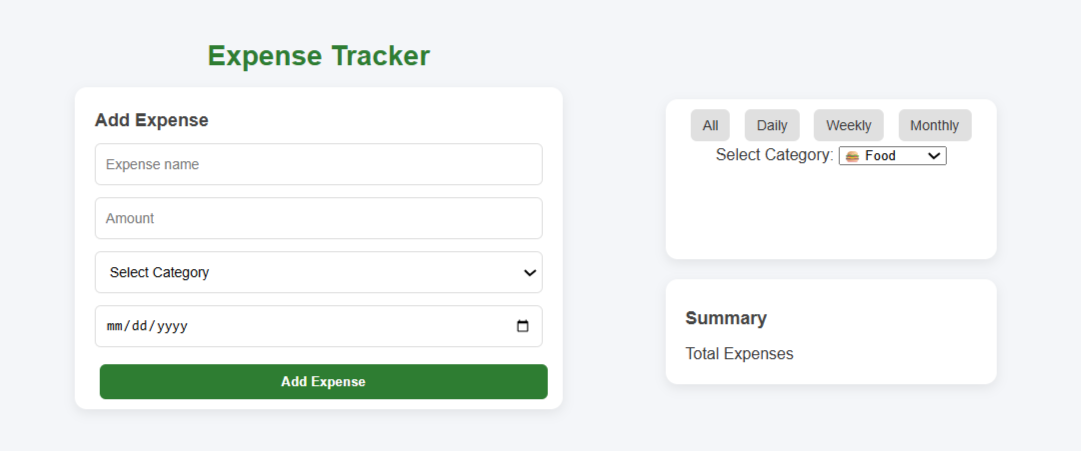 Expense Tracker
Add Expense
Expense name
Amount
Select Category
mm/dd/yyyy
Add Expense
All Daily Weekly Monthly
Select Category: 🍔 Food
Summary
Total Expenses